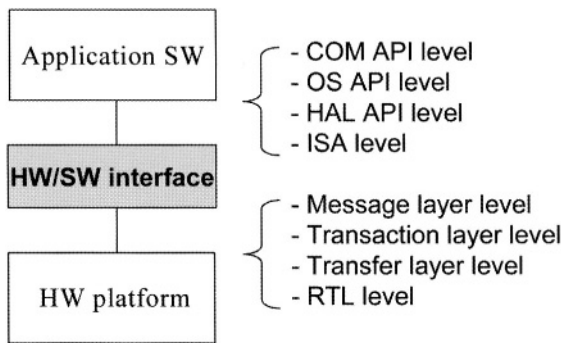 Application SW
- COM API level
- OS API level
- HAL API level
- ISA level
HW/SW interface
- Message layer level
- Transaction layer level
- Transfer layer level
- RTL level
HW platform